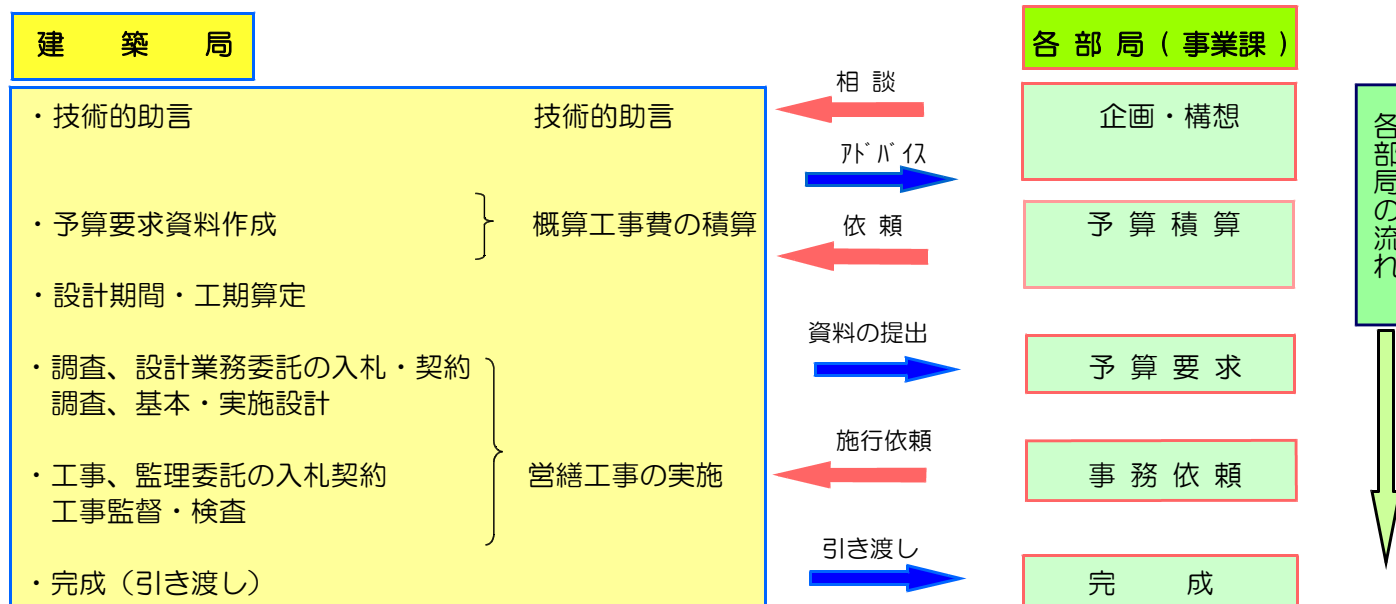 建 築 局
・技術的助言
技術的助言
・予算要求資料作成
概算工事費の積算
・設計期間・工期算定
・調査、設計業務委託の入札・契約
調査、基本・実施設計
・工事、監理委託の入札契約
工事監督・検査
営繕工事の実施
・完成（引き渡し）
相 談
ｱﾄﾞﾊﾞｲｽ
依 頼
資料の提出
施行依頼
引き渡し
各 部 局 ( 事業課 )
企画・構想
予 算 積 算
予 算 要 求
事 務 依 頼
完 成
各部局の流れ